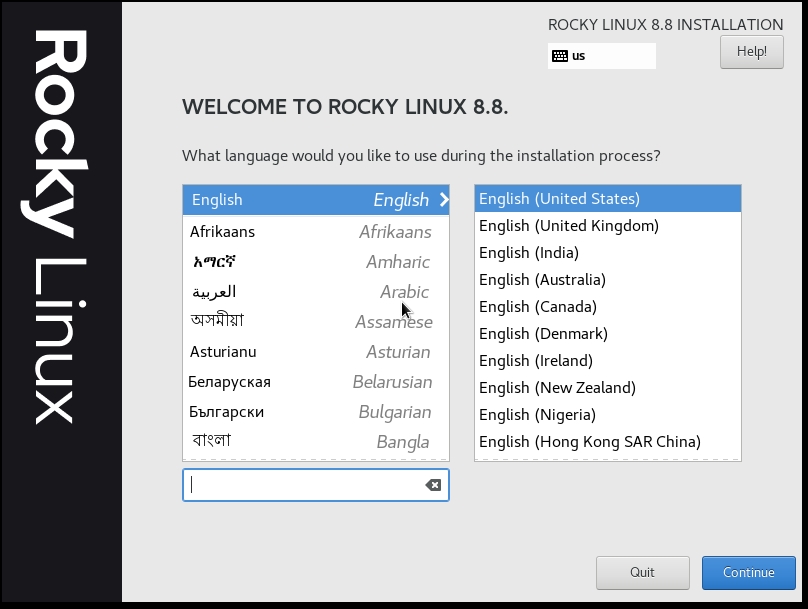 Rocky Linux
ROCKY LINUX 8.8 INSTALLATION
us
Help!
WELCOME TO ROCKY LINUX 8.8.
What language would you like to use during the installation process?
English English
Afrikaans Afrikaans
አማርኛ Amharic
العربية Arabic
অসমীয়া Assamese
Asturianu Asturian
Беларуская Belarusian
Български Bulgarian
বাংলা Bangla
English (United States)
English (United Kingdom)
English (India)
English (Australia)
English (Canada)
English (Denmark)
English (Ireland)
English (New Zealand)
English (Nigeria)
English (Hong Kong SAR China)
Quit
Continue